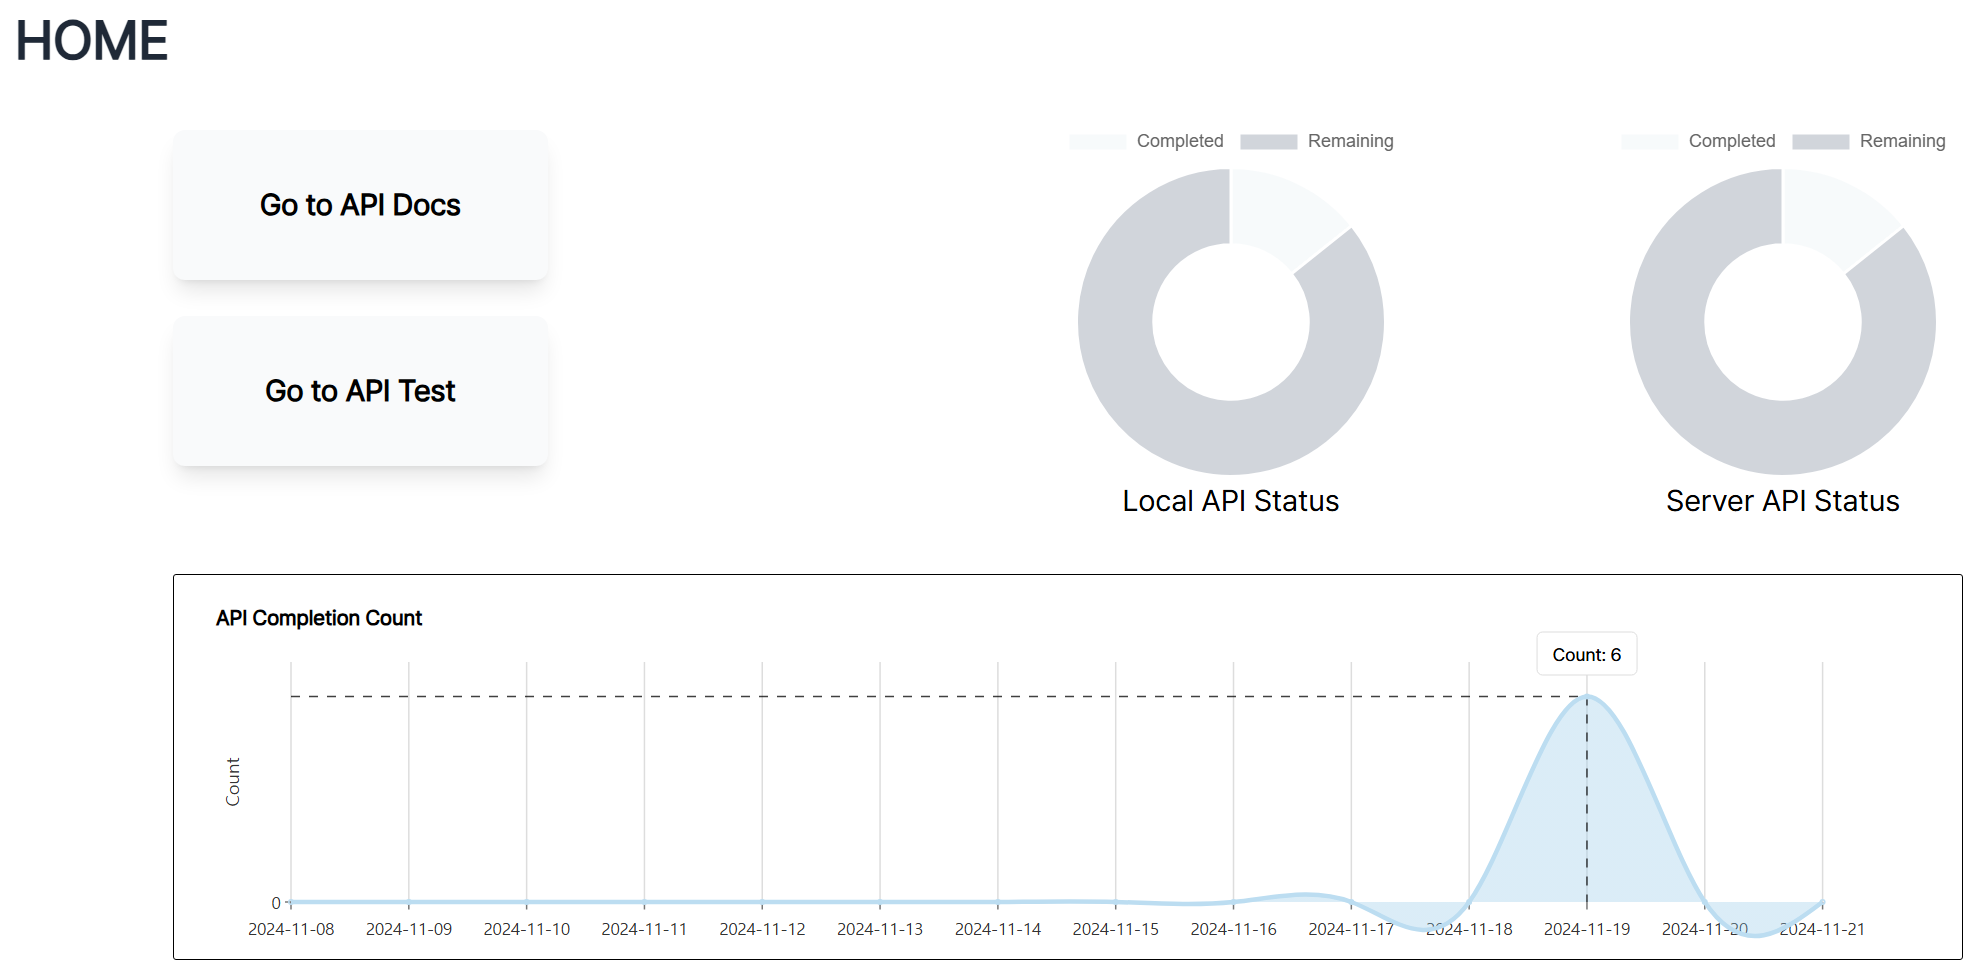 HOME
Go to API Docs
Go to API Test
Completed Remaining
Local API Status
Completed Remaining
Server API Status
API Completion Count
Count: 6
Count
0
2024-11-08 2024-11-09 2024-11-10 2024-11-11 2024-11-12 2024-11-13 2024-11-14 2024-11-15 2024-11-16 2024-11-17 2024-11-18 2024-11-19 2024-11-20 2024-11-21